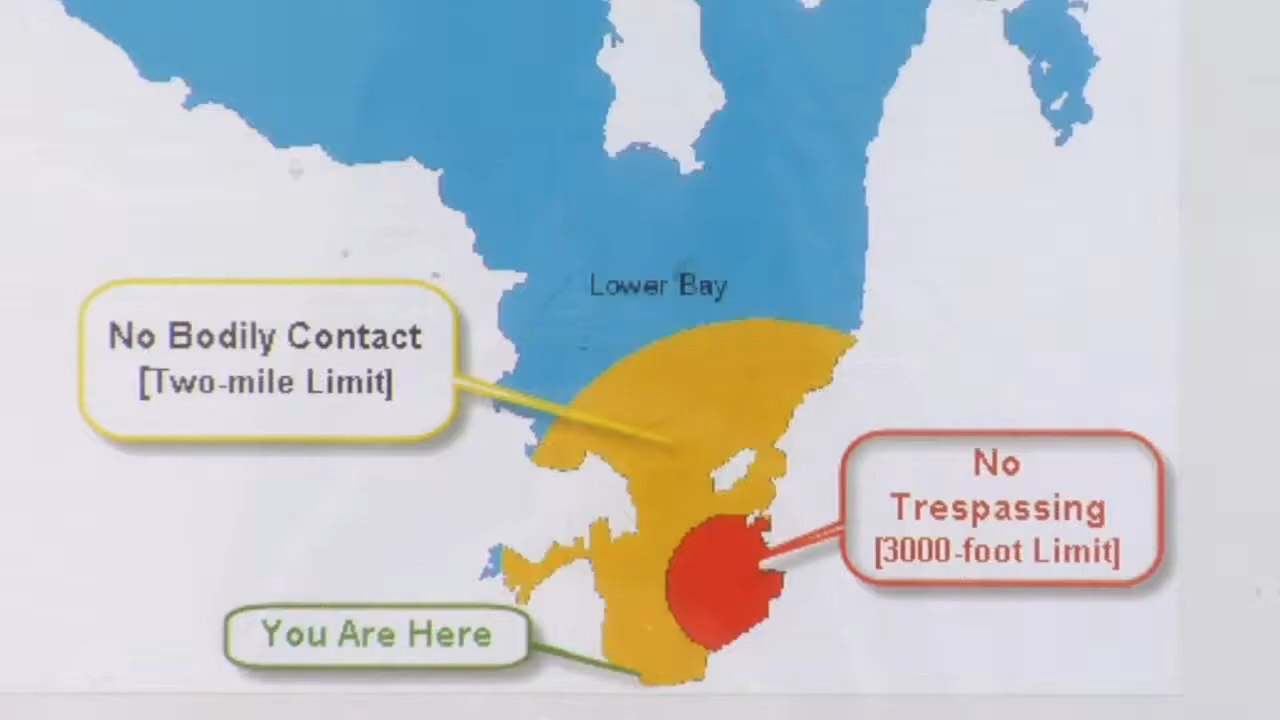 Lower Bay
No Bodily Contact
[Two-mile Limit]
No
Trespassing
[3000-foot Limit]
You Are Here